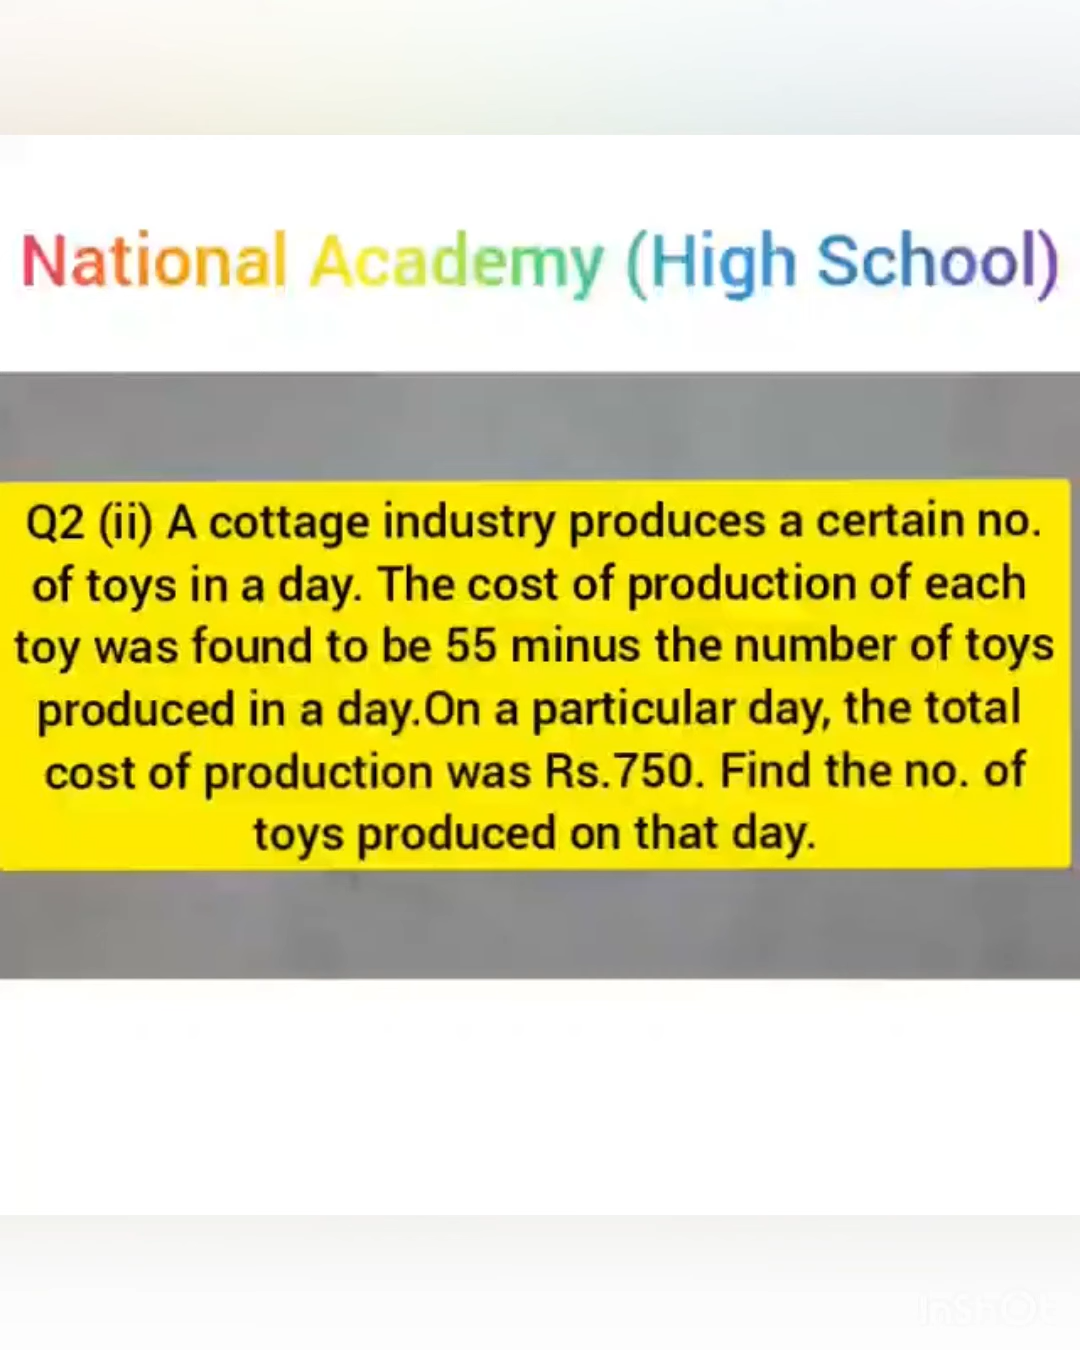 National Academy (High School)
Q2 (ii) A cottage industry produces a certain no.
of toys in a day. The cost of production of each
toy was found to be 55 minus the number of toys
produced in a day.On a particular day, the total
cost of production was Rs.750. Find the no. of
toys produced on that day.
InShOt